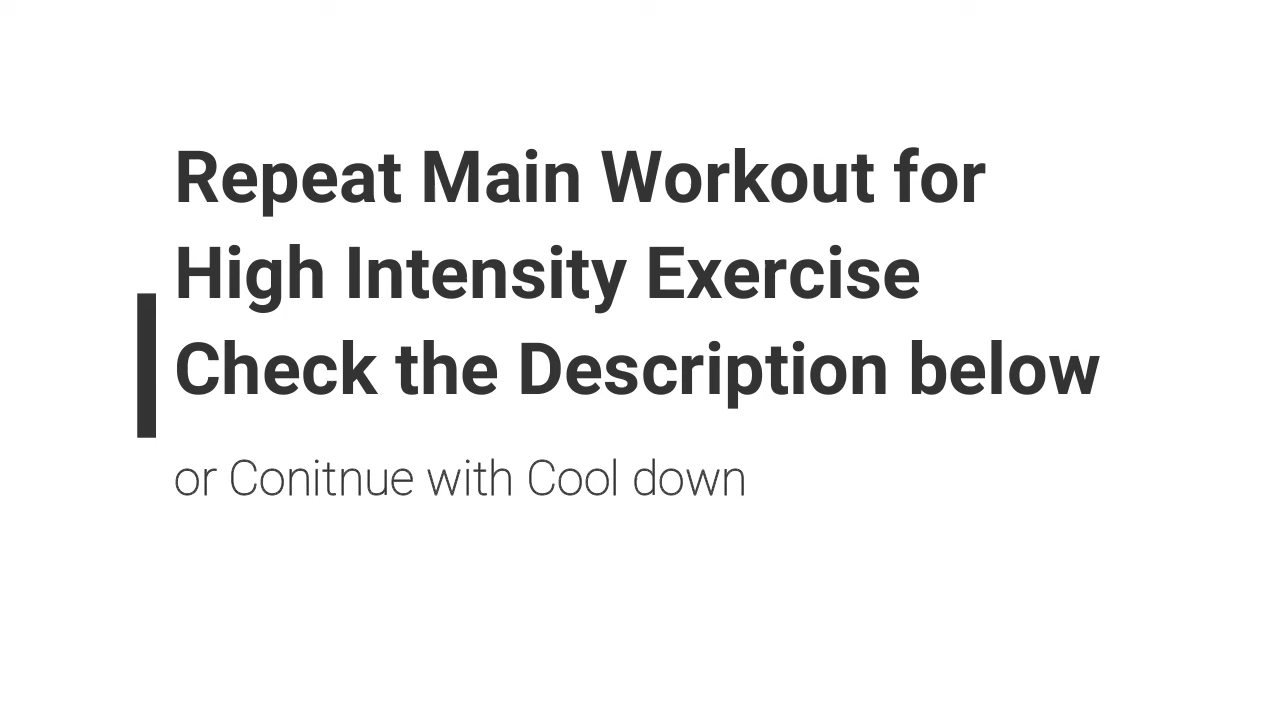 Repeat Main Workout for
High Intensity Exercise
Check the Description below
or Conitnue with Cool down